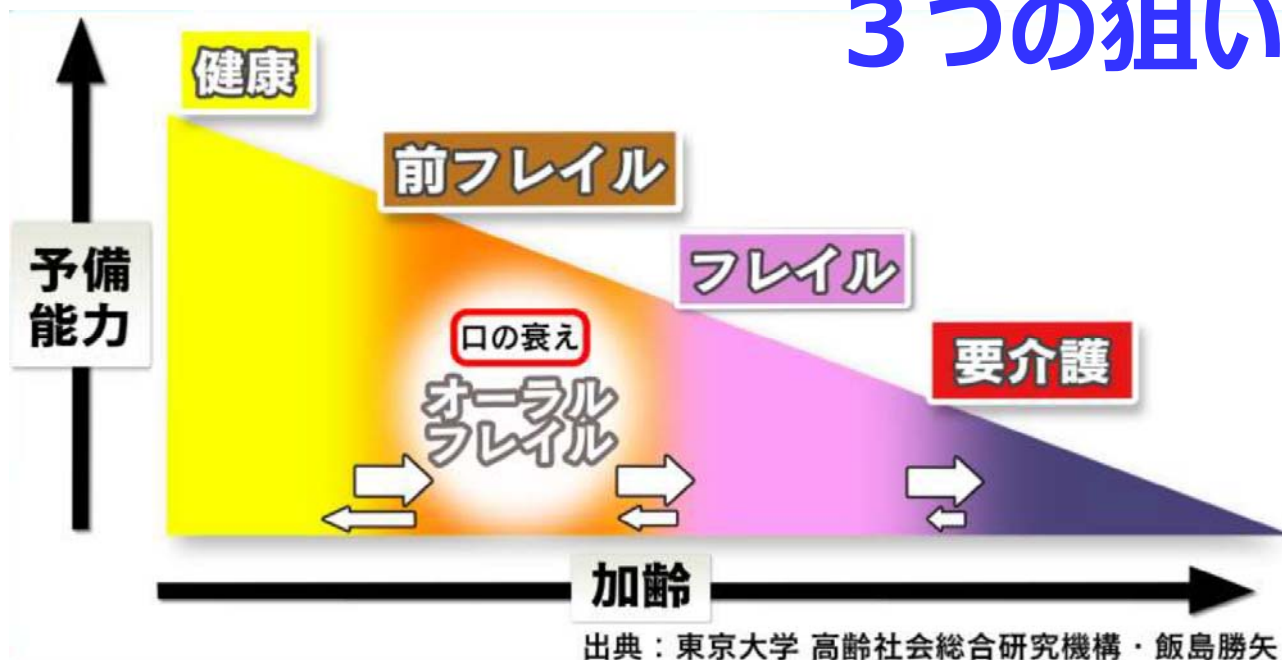 ３つの狙い
健康
前フレイル
フレイル
要介護
予備
能力
口の衰え
オーラル
フレイル
加齢
出典：東京大学 高齢社会総合研究機構・飯島勝矢